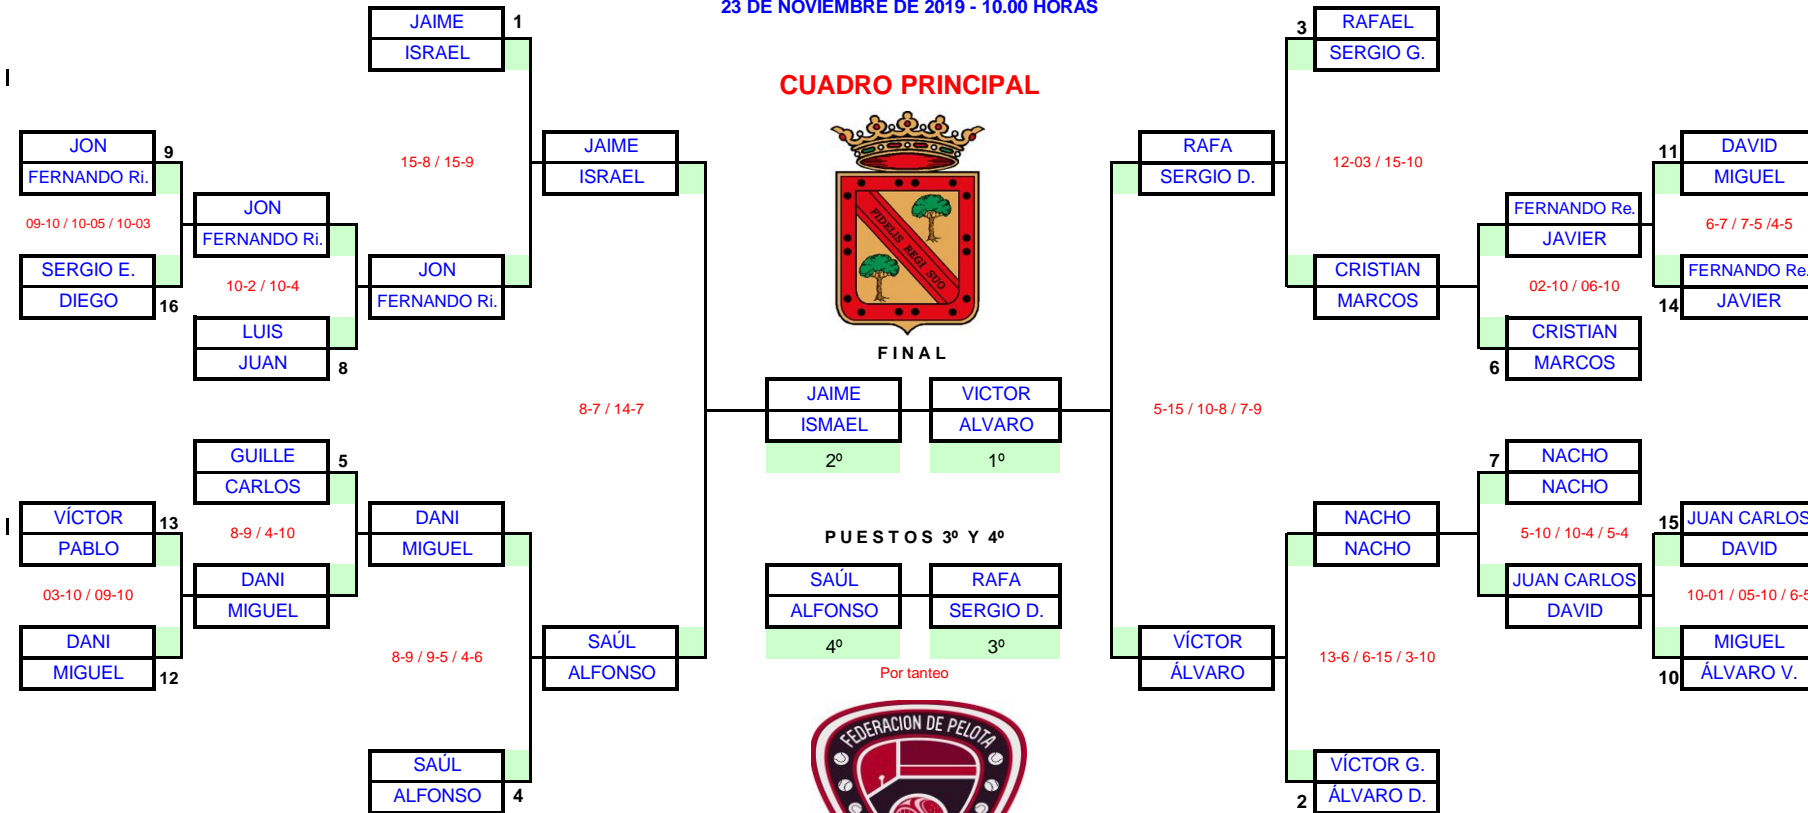 23 DE NOVIEMBRE DE 2019 - 10.00 HORAS
JAIME 1
ISRAEL
3 RAFAEL
SERGIO G.
CUADRO PRINCIPAL
JON 9
FERNANDO Ri.
09-10 / 10-05 / 10-03
SERGIO E.
DIEGO 16
JON
FERNANDO Ri.
10-2 / 10-4
LUIS
JUAN 8
15-8 / 15-9
JON
FERNANDO Ri.
JAIME
ISRAEL
FIDELIS REGI SUO
RAFA
SERGIO D.
12-03 / 15-10
CRISTIAN
MARCOS
FERNANDO Re.
JAVIER
02-10 / 06-10
CRISTIAN
6 MARCOS
11 DAVID
MIGUEL
6-7 / 7-5 /4-5
FERNANDO Re.
14 JAVIER
8-7 / 14-7
FINAL
JAIME VICTOR
ISMAEL ALVARO
2º 1º
5-15 / 10-8 / 7-9
GUILLE 5
CARLOS
8-9 / 4-10
DANI
MIGUEL
VÍCTOR 13
PABLO
03-10 / 09-10
DANI
MIGUEL 12
DANI
MIGUEL
8-9 / 9-5 / 4-6
SAÚL
ALFONSO 4
SAÚL
ALFONSO
PUESTOS 3º Y 4º
SAÚL RAFA
ALFONSO SERGIO D.
4º 3º
Por tanteo
FEDERACION DE PELOTA
VÍCTOR
ÁLVARO
NACHO
NACHO
13-6 / 6-15 / 3-10
VÍCTOR G.
2 ÁLVARO D.
7 NACHO
NACHO
5-10 / 10-4 / 5-4
JUAN CARLOS
DAVID
15 JUAN CARLOS
DAVID
10-01 / 05-10 / 6-5
MIGUEL
10 ÁLVARO V.